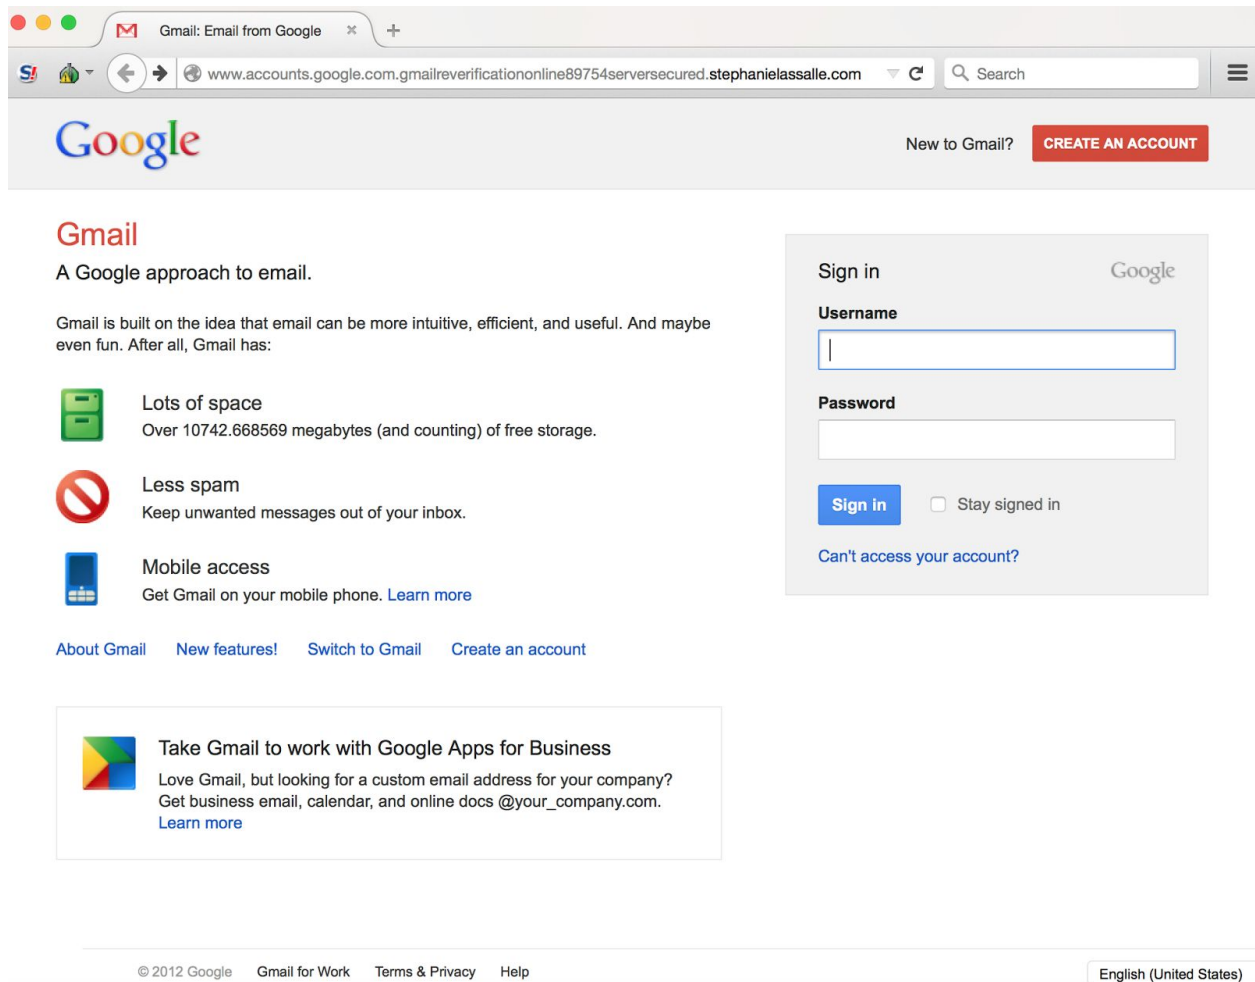 Gmail: Email from Google
S!
www.accounts.google.com.gmailreverificationonline89754serversecured.stephanielassalle.com
Search
Google
New to Gmail?
CREATE AN ACCOUNT
Gmail
A Google approach to email.
Gmail is built on the idea that email can be more intuitive, efficient, and useful. And maybe
even fun. After all, Gmail has:
Lots of space
Over 10742.668569 megabytes (and counting) of free storage.
Less spam
Keep unwanted messages out of your inbox.
Mobile access
Get Gmail on your mobile phone. Learn more
About Gmail New features! Switch to Gmail Create an account
Sign in Google
Username
Password
Sign in Stay signed in
Can't access your account?
Take Gmail to work with Google Apps for Business
Love Gmail, but looking for a custom email address for your company?
Get business email, calendar, and online docs @your_company.com.
Learn more
© 2012 Google Gmail for Work Terms & Privacy Help
English (United States)